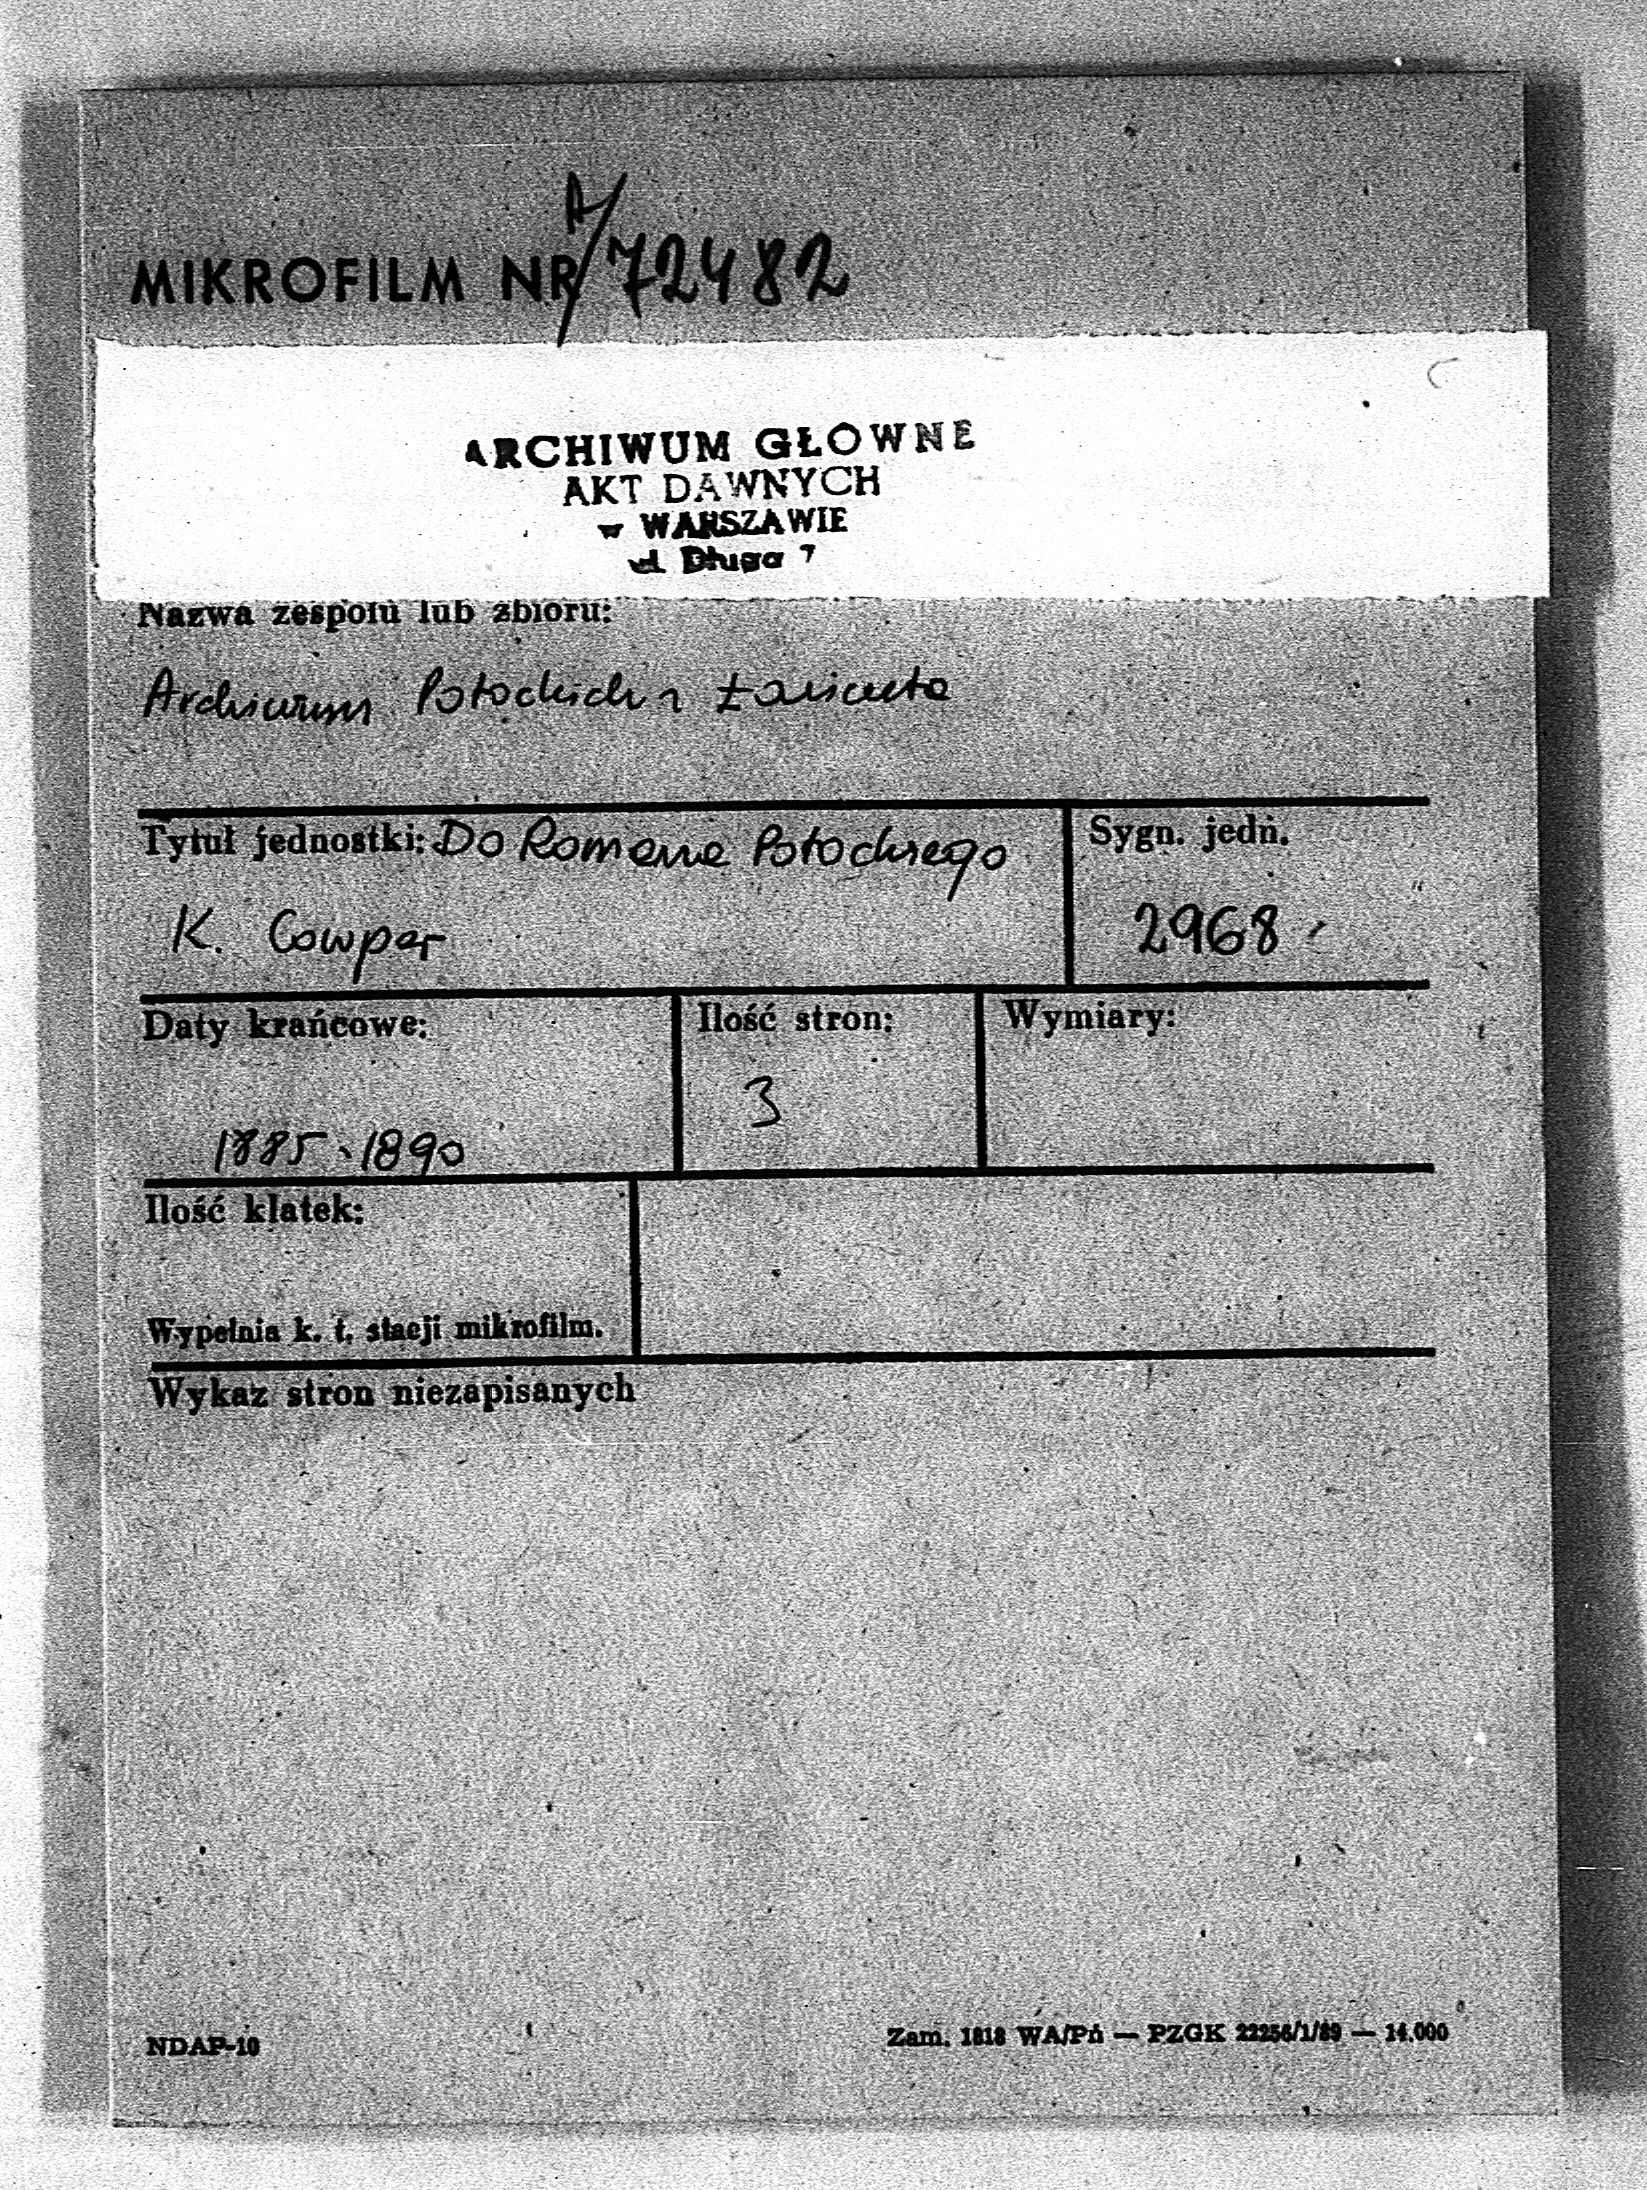 MIKROFILM NR A/72482
ARCHIWUM GŁOWNE
AKT DAWNYCH
w WARSZAWIE
ul. Długa 7
Nazwa zespołu lub zbioru:
Archiwum Potockich z Łańcuta
Tytuł jednostki: Do Romana Potockiego
K. Cowper
Sygn. jedn.
2968
Daty krańcowe:
1885-1890
Ilość stron:
3
Wymiary:
Ilość klatek:
Wypełnia k. t. stacji mikrofilm.
Wykaz stron niezapisanych
NDAP-10
Zam. 1818 WA/Pń — PZGK 22256/1/89 — 14.000